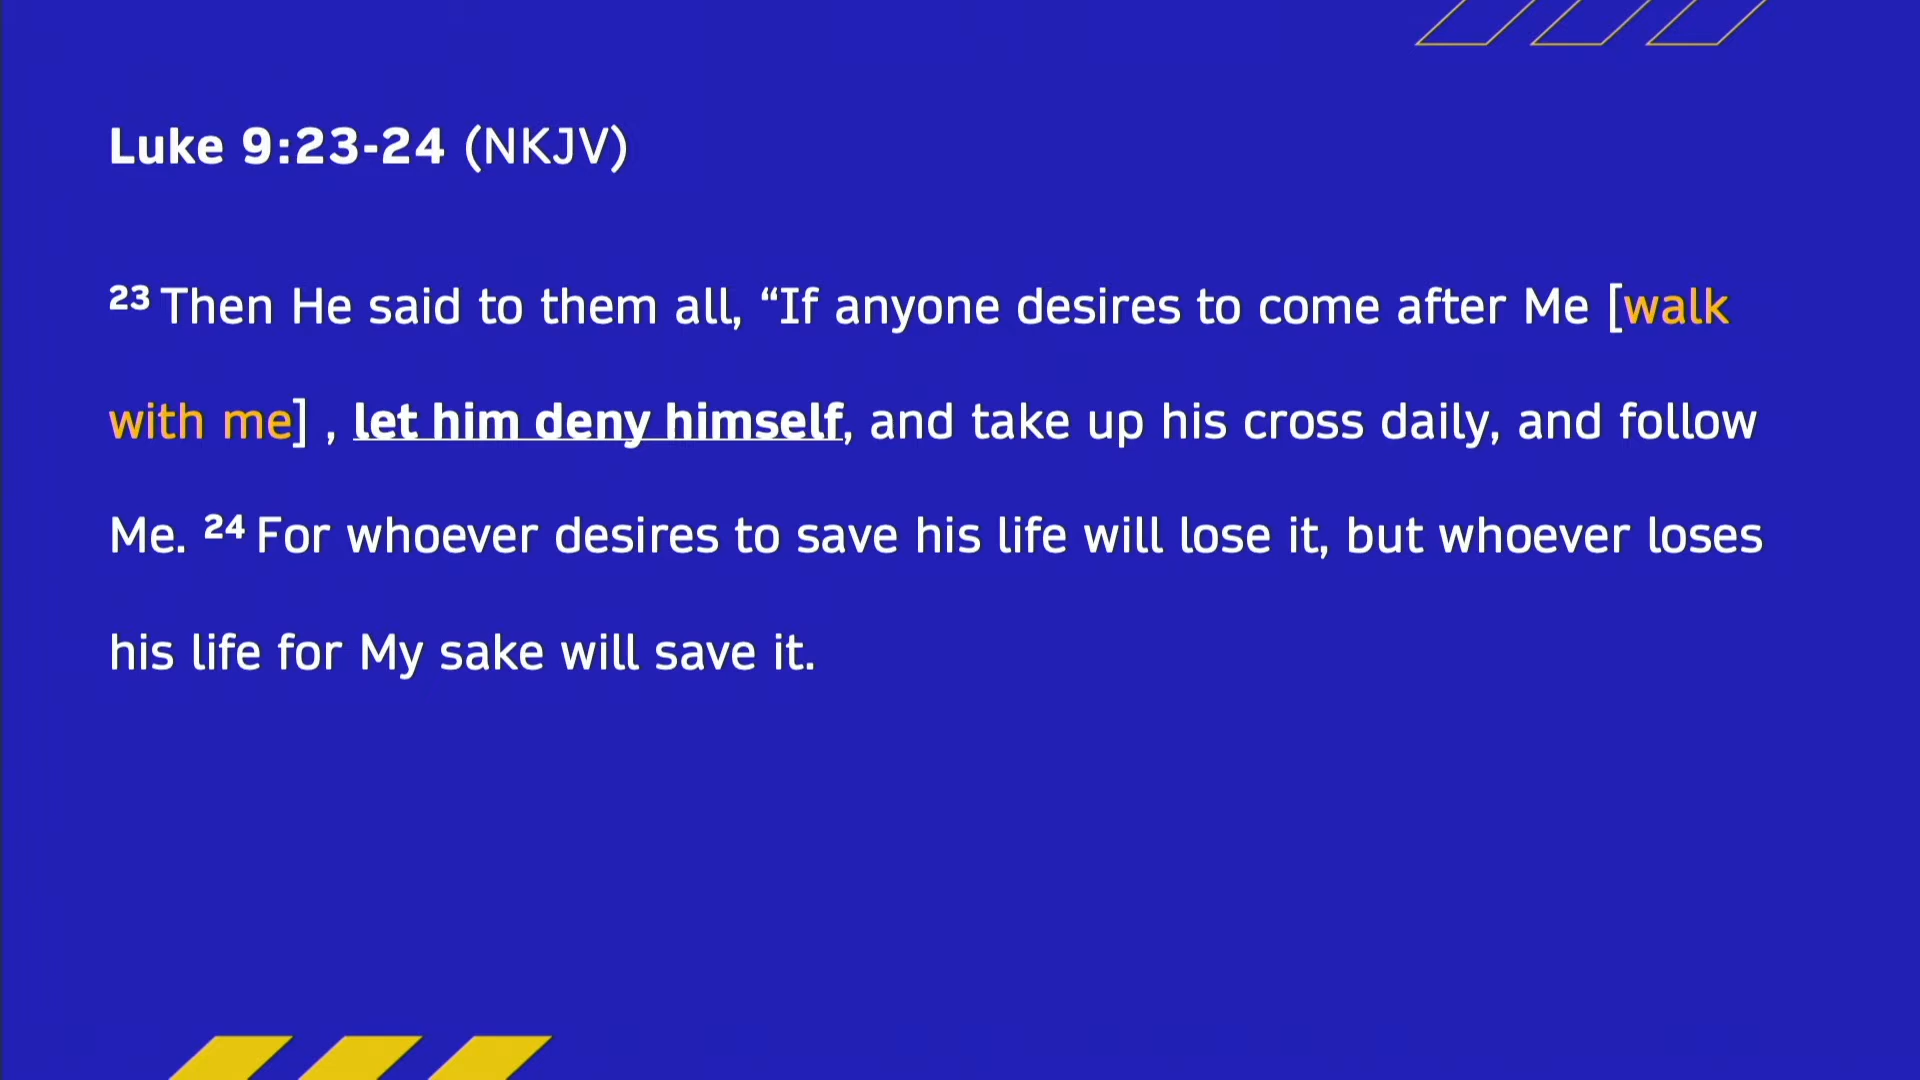 Luke 9:23-24 (NKJV)
23 Then He said to them all, “If anyone desires to come after Me [walk
with me] , let him deny himself, and take up his cross daily, and follow
Me. 24 For whoever desires to save his life will lose it, but whoever loses
his life for My sake will save it.